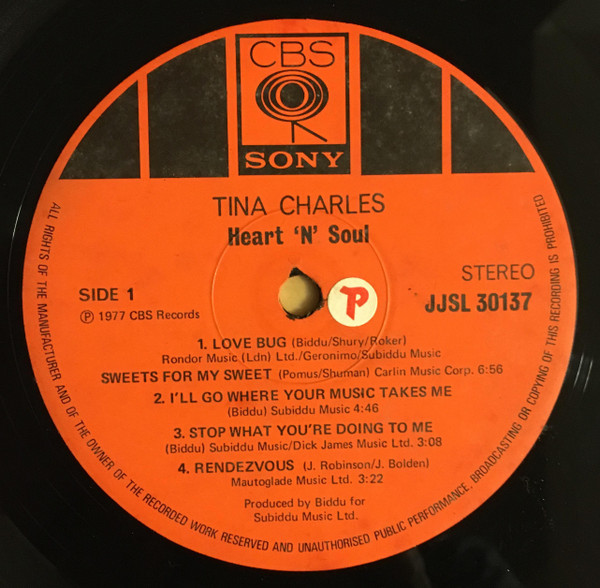 CBS
SONY
TINA CHARLES
Heart 'N' Soul
SIDE 1
℗ 1977 CBS Records
P
STEREO
JJSL 30137
1. LOVE BUG (Biddu/Shury/Roker)
Rondor Music (Ldn) Ltd./Geronimo/Subiddu Music
SWEETS FOR MY SWEET (Pomus/Shuman) Carlin Music Corp. 6:56
2. I'LL GO WHERE YOUR MUSIC TAKES ME
(Biddu) Subiddu Music 4:46
3. STOP WHAT YOU'RE DOING TO ME
(Biddu) Subiddu Music/Dick James Music Ltd. 3:08
4. RENDEZVOUS (J. Robinson/J. Bolden)
Mautoglade Music Ltd. 3:22
Produced by Biddu for
Subiddu Music Ltd.
ALL RIGHTS OF THE MANUFACTURER AND OF THE OWNER OF THE RECORDED WORK RESERVED AND UNAUTHORISED PUBLIC PERFORMANCE, BROADCASTING OR COPYING OF THIS RECORDING IS PROHIBITED